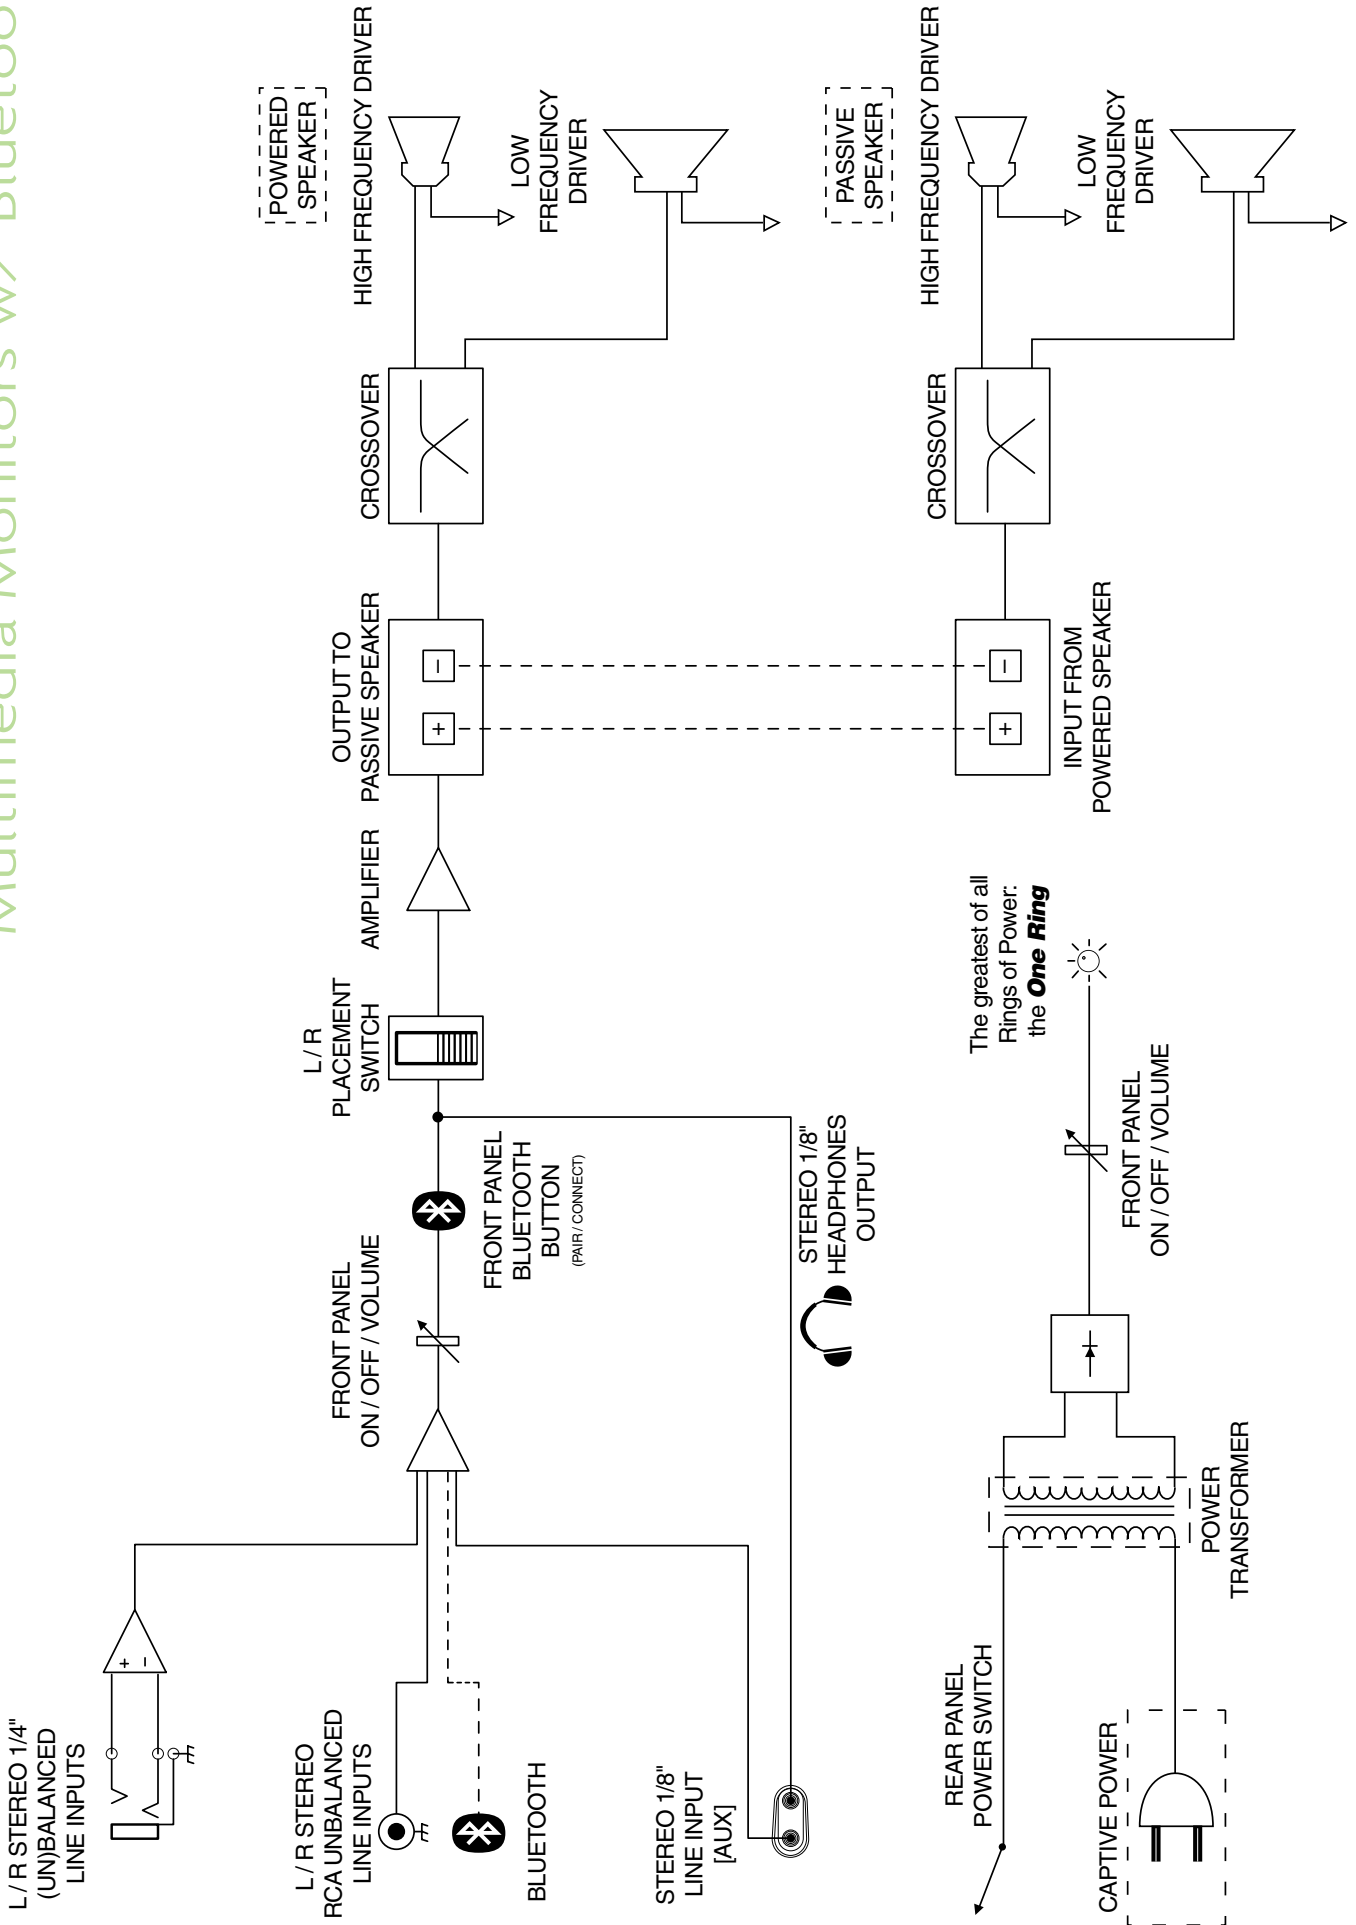 Multimedia Monitors w/ Bluetoo
L / R STEREO 1/4"
(UN)BALANCED
LINE INPUTS
+
−
L / R STEREO
RCA UNBALANCED
LINE INPUTS
BLUETOOTH
STEREO 1/8"
LINE INPUT
[AUX]
FRONT PANEL
ON / OFF / VOLUME
FRONT PANEL
BLUETOOTH
BUTTON
(PAIR / CONNECT)
STEREO 1/8"
HEADPHONES
OUTPUT
L / R
PLACEMENT
SWITCH
AMPLIFIER
OUTPUT TO
PASSIVE SPEAKER
+
−
CROSSOVER
POWERED
SPEAKER
HIGH FREQUENCY DRIVER
LOW
FREQUENCY
DRIVER
INPUT FROM
POWERED SPEAKER
+
−
CROSSOVER
PASSIVE
SPEAKER
HIGH FREQUENCY DRIVER
LOW
FREQUENCY
DRIVER
REAR PANEL
POWER SWITCH
CAPTIVE POWER
POWER
TRANSFORMER
FRONT PANEL
ON / OFF / VOLUME
The greatest of all
Rings of Power:
the One Ring